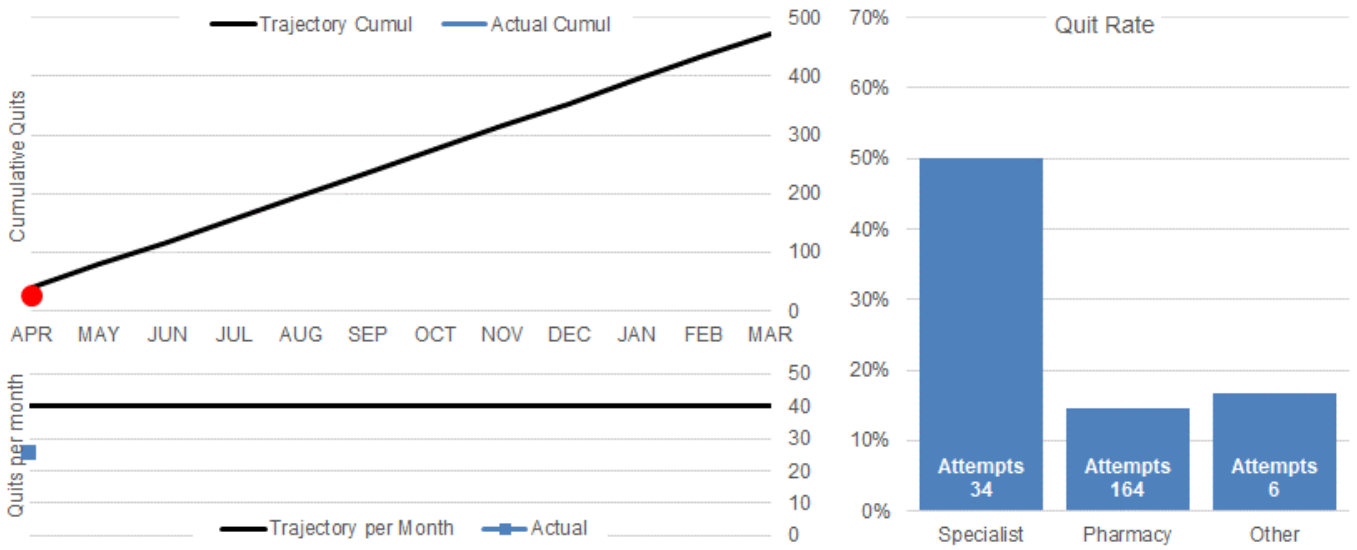 Trajectory Cumul
Actual Cumul
Cumulative Quits
500
400
300
200
100
0
APR MAY JUN JUL AUG SEP OCT NOV DEC JAN FEB MAR
Quits per month
50
40
30
20
10
0
Trajectory per Month
Actual
Quit Rate
70%
60%
50%
40%
30%
20%
10%
0%
Attempts
34
Attempts
164
Attempts
6
Specialist Pharmacy Other